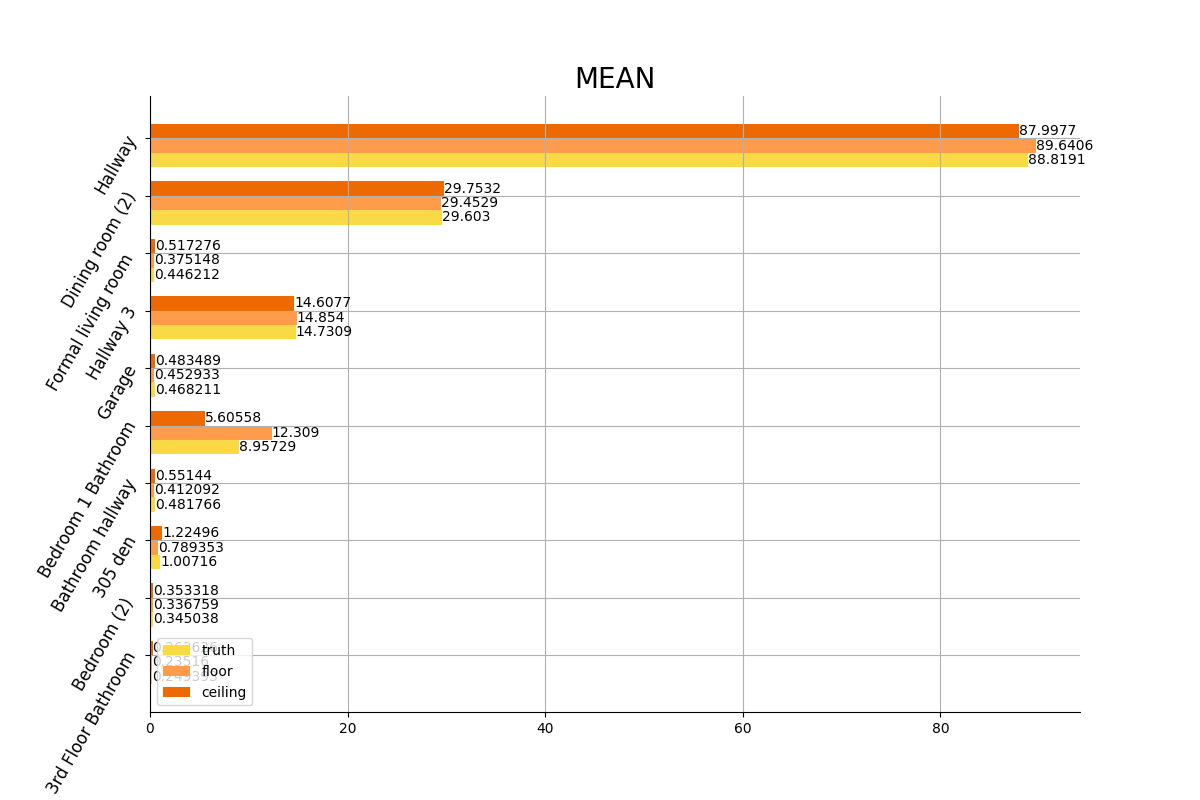 MEAN
Hallway
87.9977
89.6406
88.8191
Dining room (2)
29.7532
29.4529
29.603
Formal living room
0.517276
0.375148
0.446212
Hallway 3
14.6077
14.854
14.7309
Garage
0.483489
0.452933
0.468211
Bedroom 1 Bathroom
5.60558
12.309
8.95729
Bathroom hallway
0.55144
0.412092
0.481766
305 den
1.22496
0.789353
1.00716
Bedroom (2)
0.353318
0.336759
0.345038
3rd Floor Bathroom
0.23516
truth
floor
ceiling
0 20 40 60 80